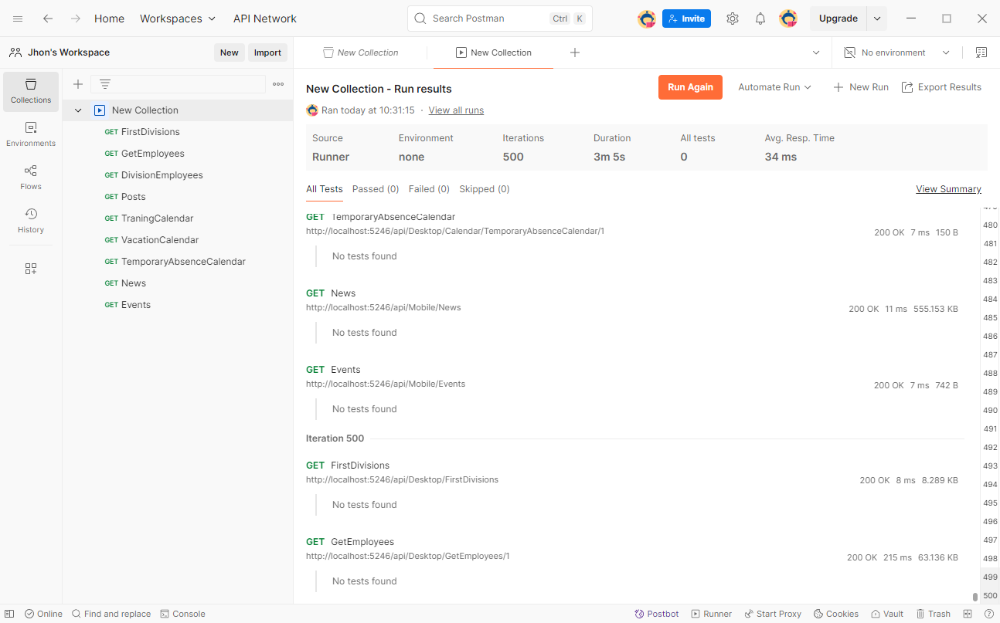 Home Workspaces API Network Search Postman Ctrl K Invite Upgrade
Jhon's Workspace New Import New Collection New Collection No environment
Collections
Environments
Flows
History
New Collection
GET FirstDivisions
GET GetEmployees
GET DivisionEmployees
GET Posts
GET TraningCalendar
GET VacationCalendar
GET TemporaryAbsenceCalendar
GET News
GET Events
New Collection - Run results Run Again Automate Run New Run Export Results
Ran today at 10:31:15 · View all runs
Source Environment Iterations Duration All tests Avg. Resp. Time
Runner none 500 3m 5s 0 34 ms
All Tests Passed (0) Failed (0) Skipped (0) View Summary
GET TemporaryAbsenceCalendar
http://localhost:5246/api/Desktop/Calendar/TemporaryAbsenceCalendar/1 200 OK 7 ms 150 B
No tests found
GET News
http://localhost:5246/api/Mobile/News 200 OK 11 ms 555.153 KB
No tests found
GET Events
http://localhost:5246/api/Mobile/Events 200 OK 7 ms 742 B
No tests found
Iteration 500
GET FirstDivisions
http://localhost:5246/api/Desktop/FirstDivisions 200 OK 8 ms 8.289 KB
No tests found
GET GetEmployees
http://localhost:5246/api/Desktop/GetEmployees/1 200 OK 215 ms 63.136 KB
No tests found
480
481
482
483
484
485
486
487
488
489
490
491
492
493
494
495
496
497
498
499
500
Online Find and replace Console Postbot Runner Start Proxy Cookies Vault Trash